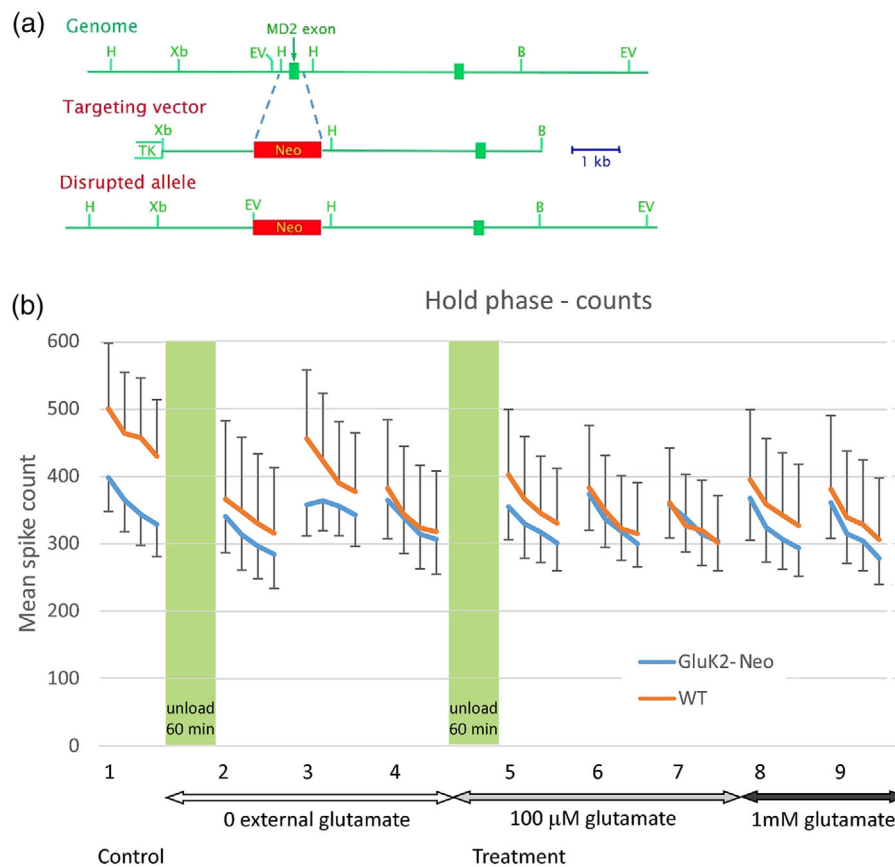 (a)
Genome
MD2 exon
H Xb EV H H B EV
Targeting vector
Xb H B
TK Neo
1 kb
Disrupted allele
H Xb EV H B EV
Neo
(b)
Hold phase - counts
Mean spike count
600
500
400
300
200
100
0
unload
60 min
unload
60 min
GluK2-Neo
WT
1 2 3 4 5 6 7 8 9
0 external glutamate 100 μM glutamate 1mM glutamate
Control Treatment